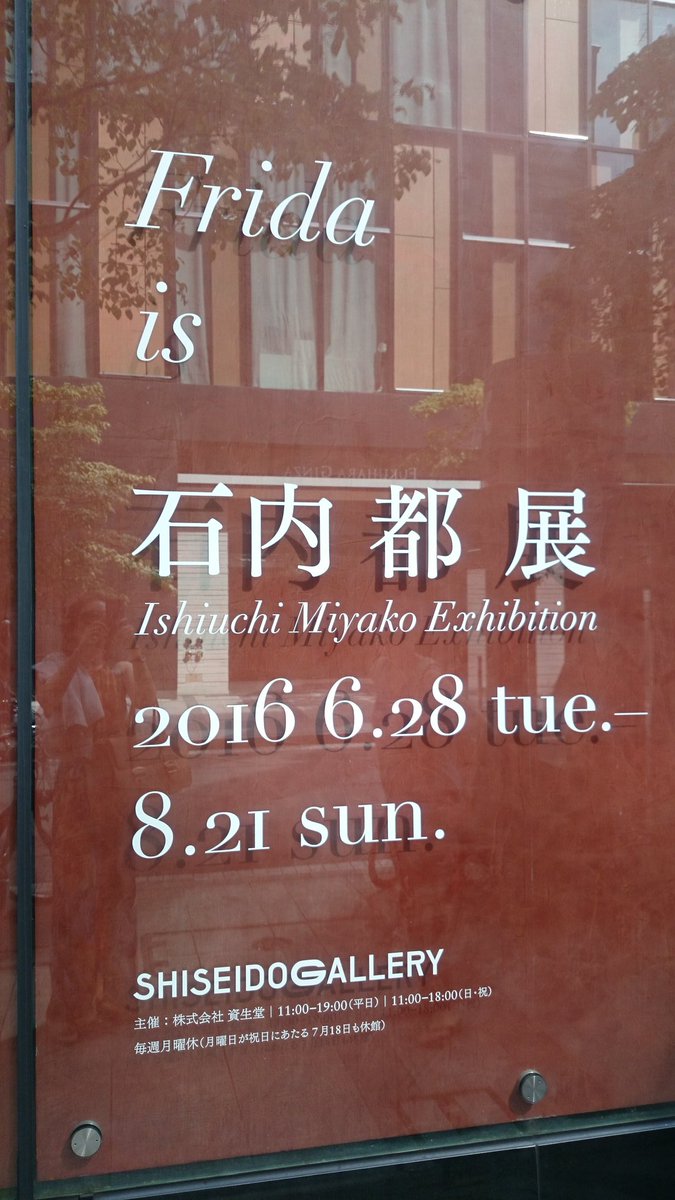 Frida
is
石内 都 展
Ishiuchi Miyako Exhibition
2016 6.28 tue.–
8.21 sun.
SHISEIDO GALLERY
主催：株式会社 資生堂｜11:00–19:00(平日)｜11:00–18:00(日・祝)
毎週月曜休(月曜日が祝日にあたる 7月18日も休館)
FUKUHARA GINZA